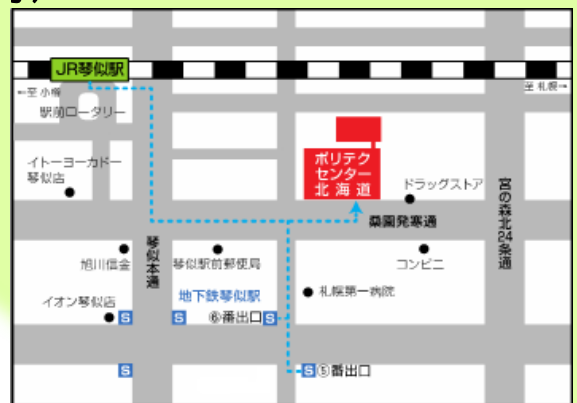 JR琴似駅
←至 小樽
至 札幌→
駅前ロータリー
イトーヨーカドー
琴似店
ポリテク
センター
北海道
ドラッグストア
宮の森北24条通
桑園発寒通
旭川信金
琴似本通
琴似駅前郵便局
コンビニ
地下鉄琴似駅
札幌第一病院
イオン琴似店
S
S
⑥番出口
S
S
S
⑤番出口